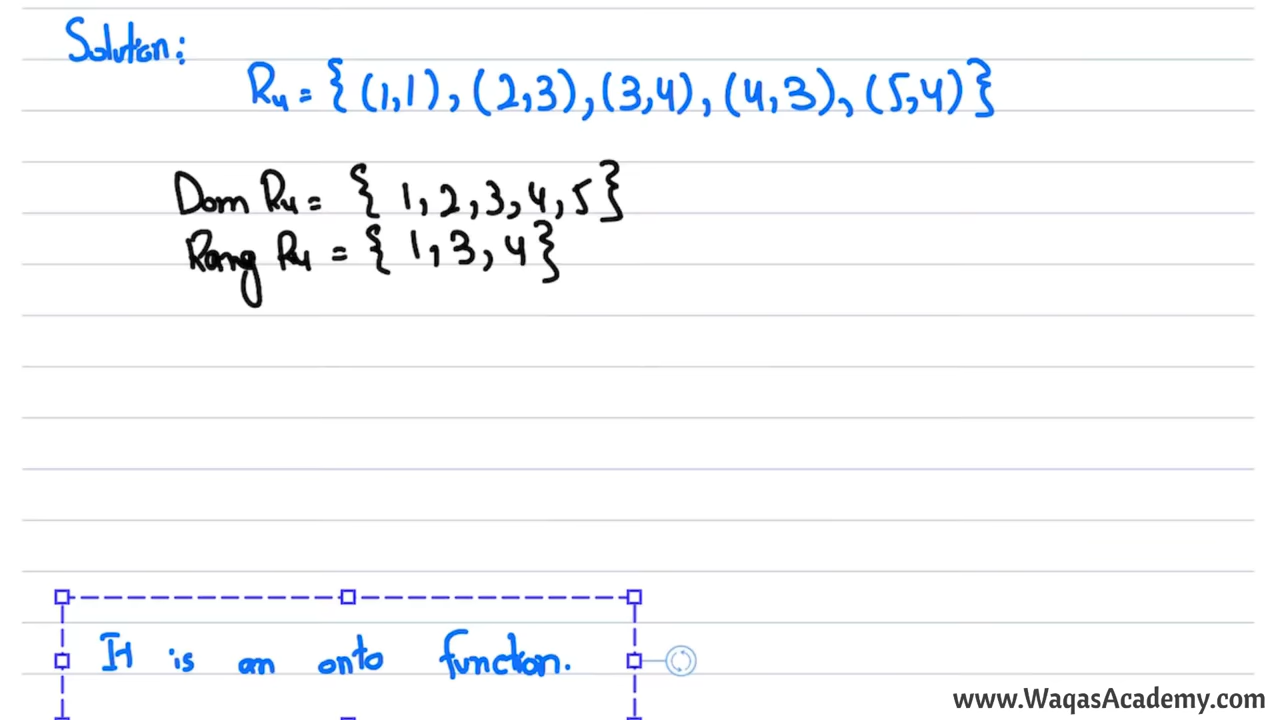 Solution:
R₄ = {(1,1), (2,3), (3,4), (4,3), (5,4)}
Dom R₄ = {1, 2, 3, 4, 5}
Rang R₄ = {1, 3, 4}
It is an onto function.
www.WaqasAcademy.com